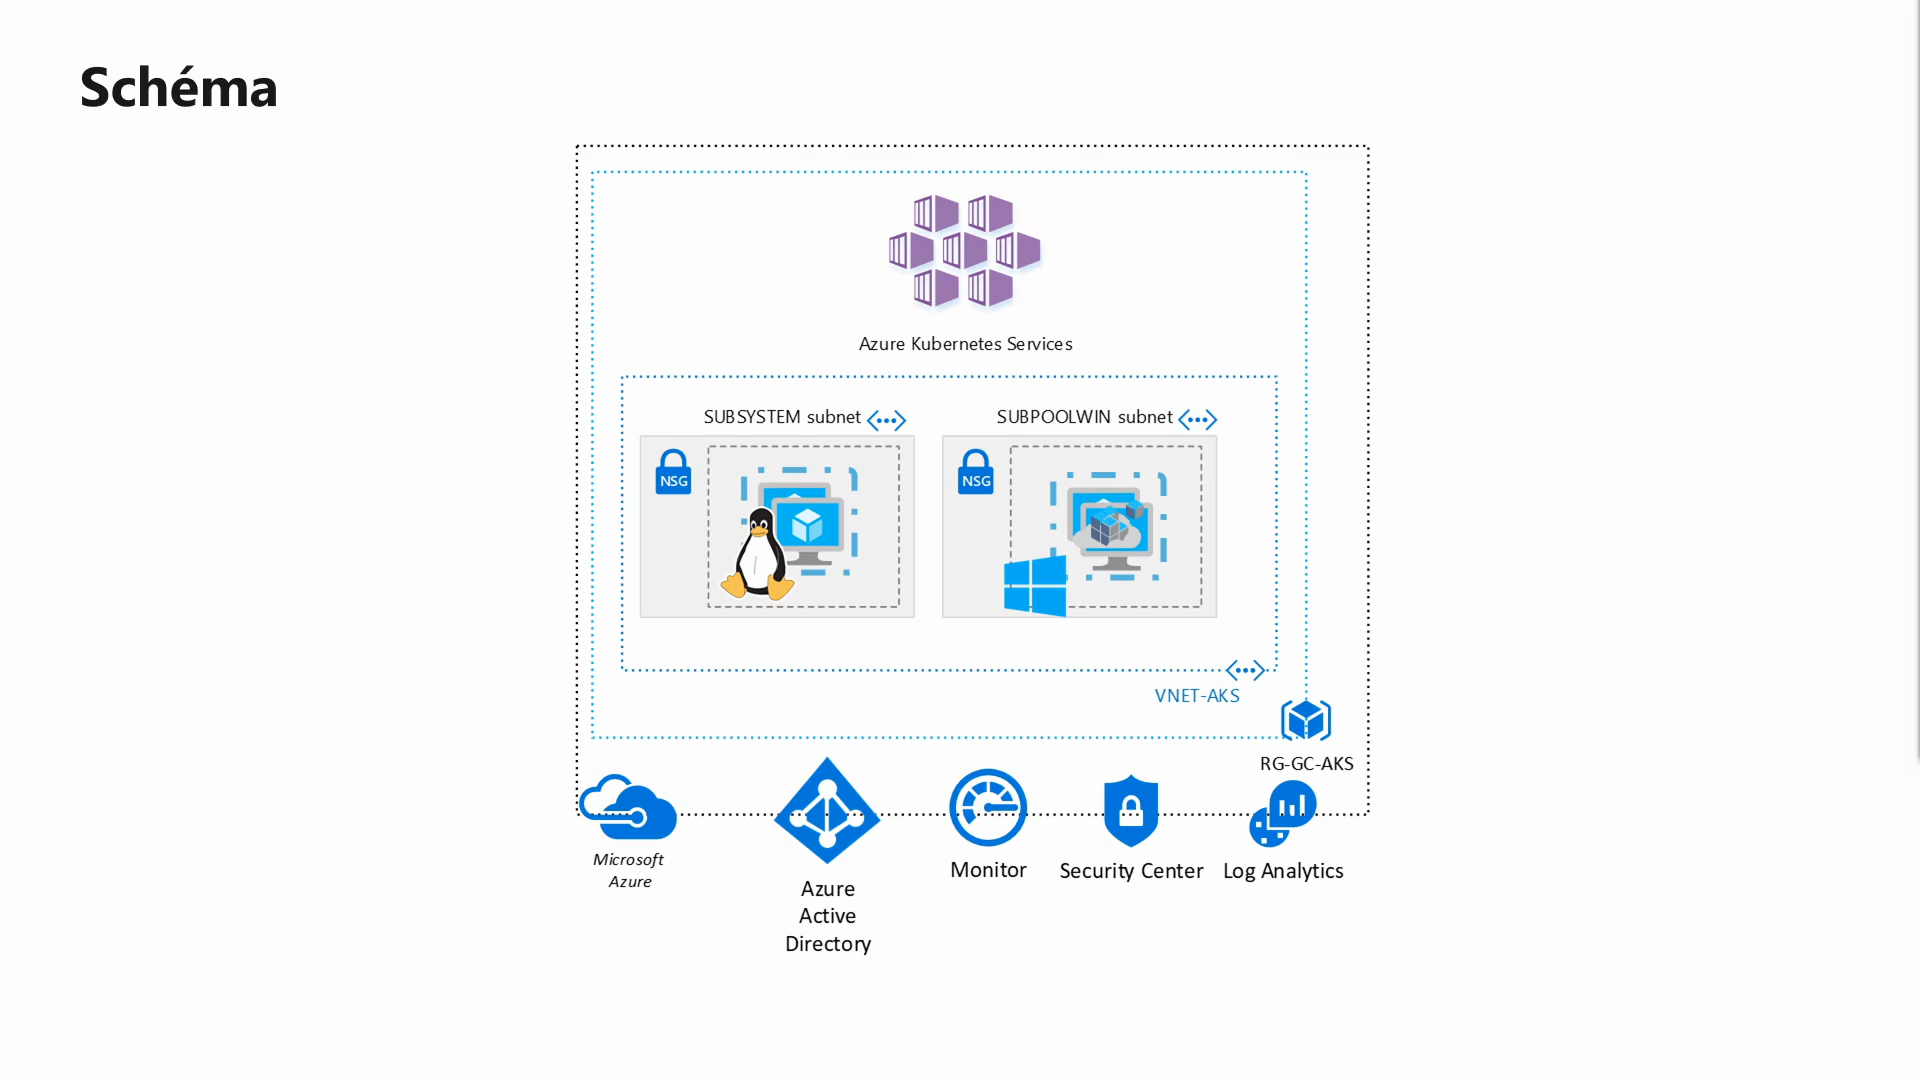 Schéma
Azure Kubernetes Services
SUBSYSTEM subnet
SUBPOOLWIN subnet
NSG
NSG
VNET-AKS
RG-GC-AKS
Microsoft
Azure
Azure
Active
Directory
Monitor
Security Center
Log Analytics